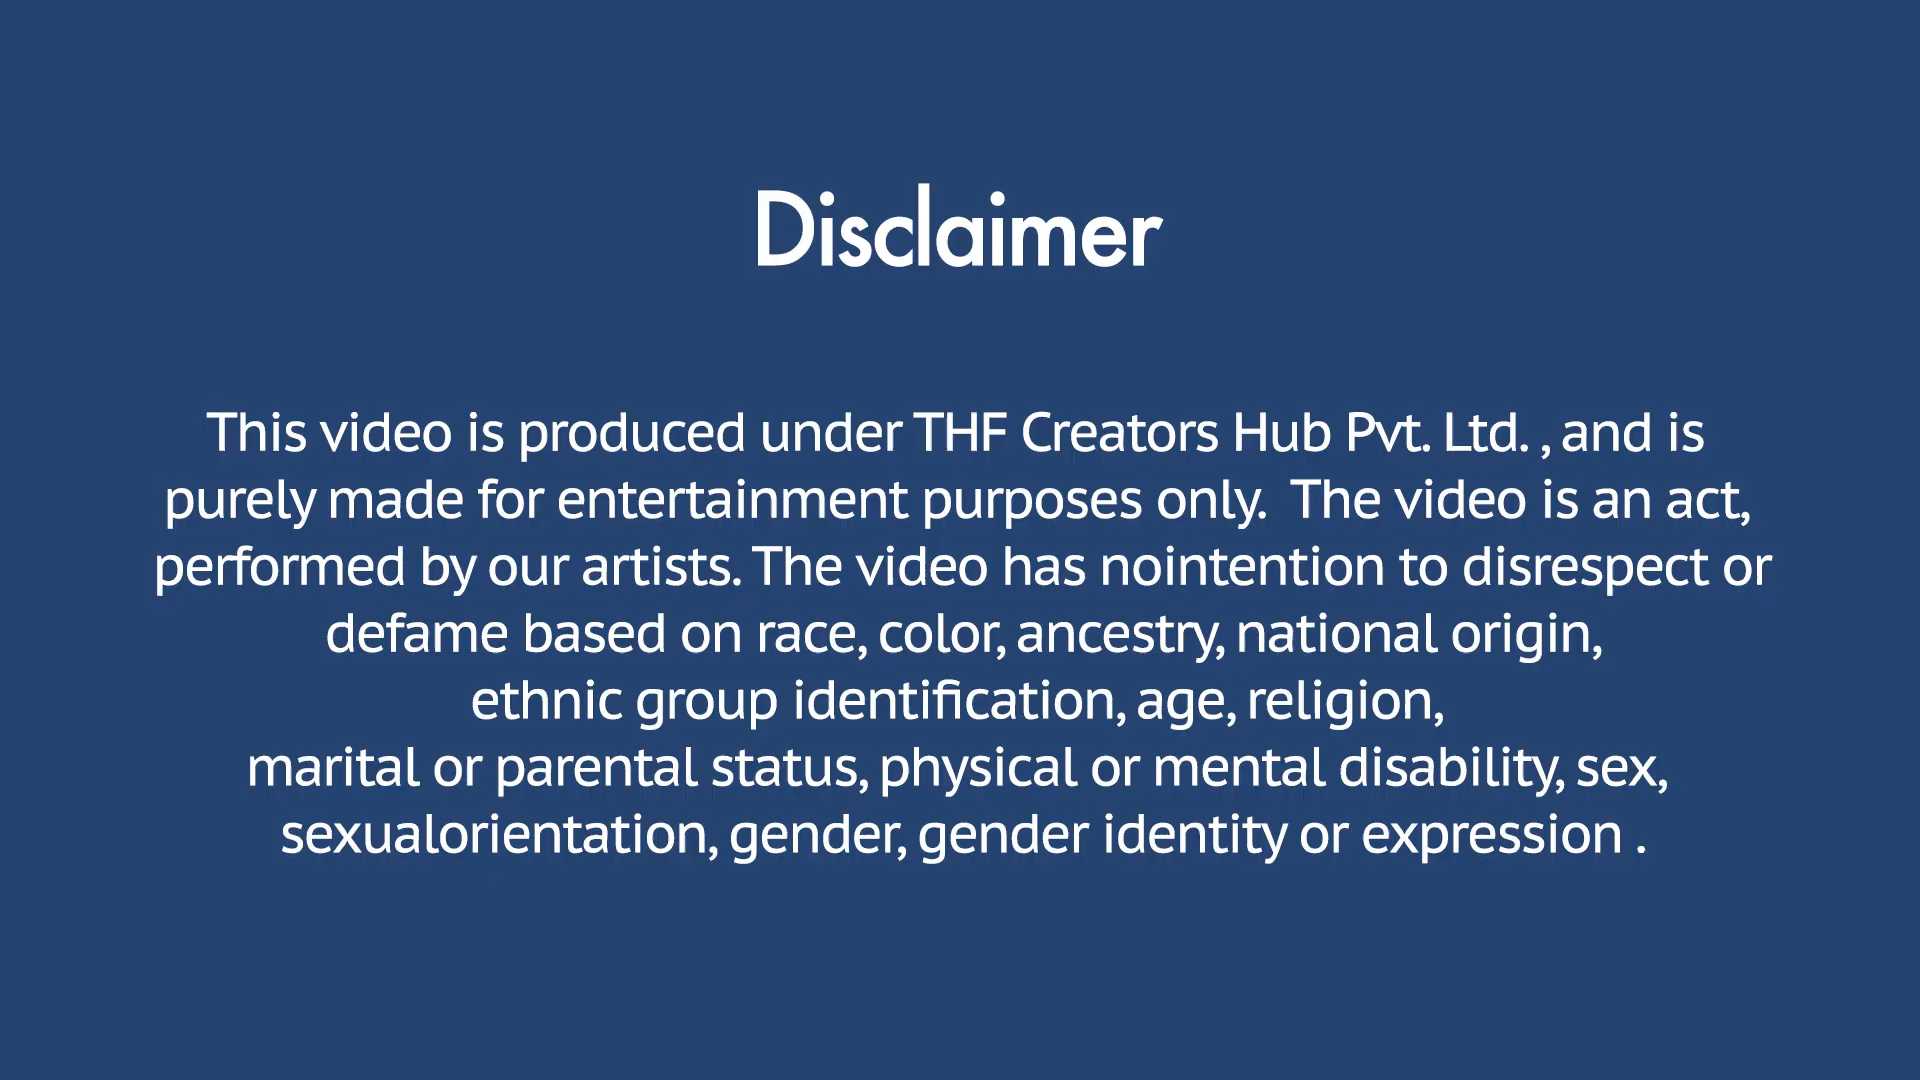 Disclaimer
This video is produced under THF Creators Hub Pvt. Ltd. , and is
purely made for entertainment purposes only.  The video is an act,
performed by our artists. The video has nointention to disrespect or
defame based on race, color, ancestry, national origin,
ethnic group identification, age, religion,
marital or parental status, physical or mental disability, sex,
sexualorientation, gender, gender identity or expression .